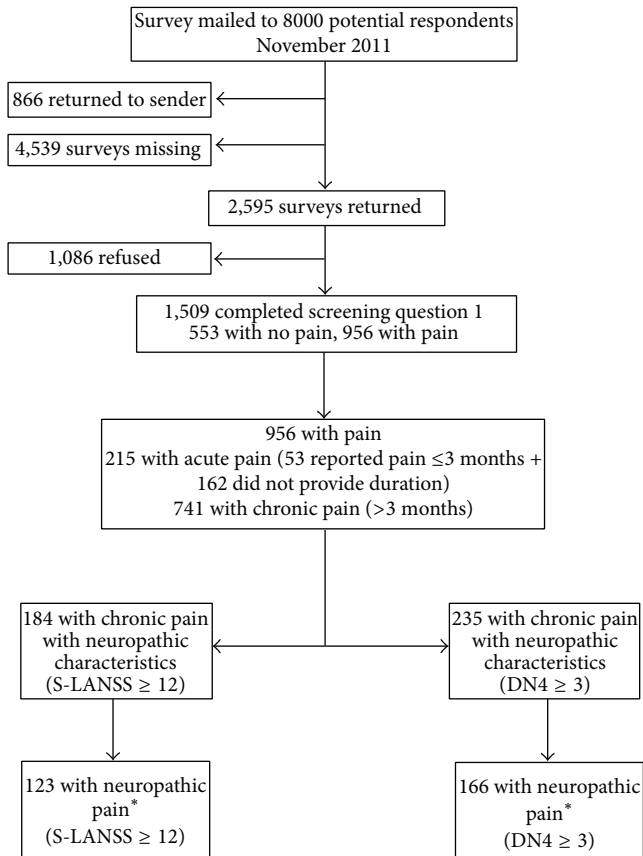 Survey mailed to 8000 potential respondents
November 2011
866 returned to sender
4,539 surveys missing
2,595 surveys returned
1,086 refused
1,509 completed screening question 1
553 with no pain, 956 with pain
956 with pain
215 with acute pain (53 reported pain ≤3 months +
162 did not provide duration)
741 with chronic pain (>3 months)
184 with chronic pain
with neuropathic
characteristics
(S-LANSS ≥ 12)
235 with chronic pain
with neuropathic
characteristics
(DN4 ≥ 3)
123 with neuropathic
pain*
(S-LANSS ≥ 12)
166 with neuropathic
pain*
(DN4 ≥ 3)